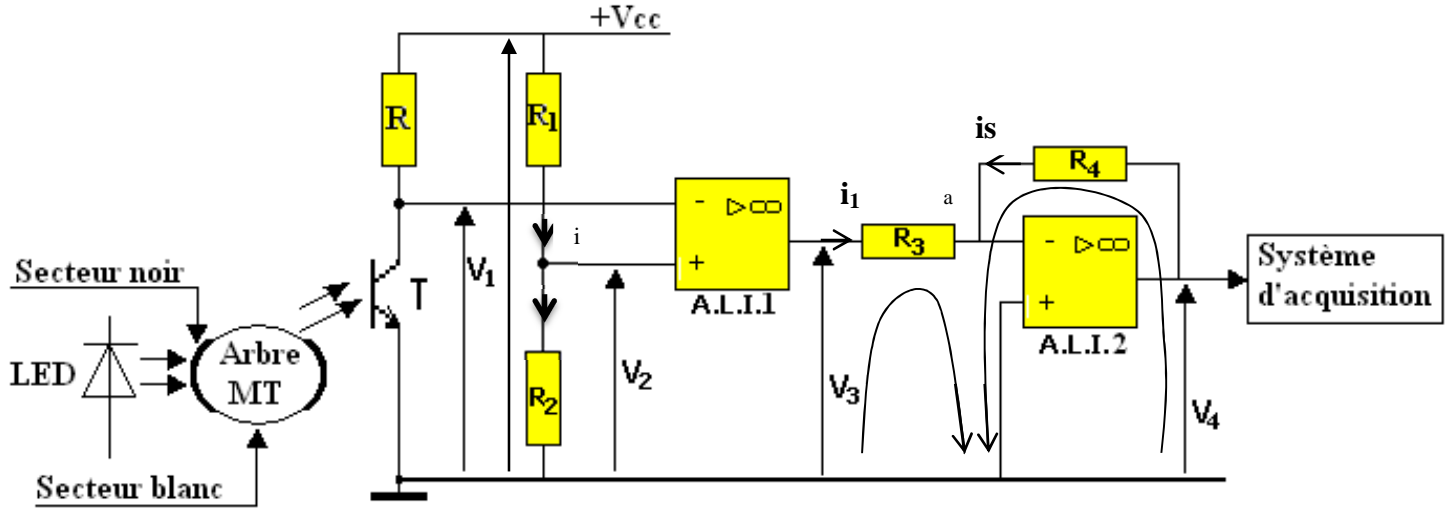 +Vcc
R
R1
is
R4
- ▷∞
i1
a
i
R3
- ▷∞
+
V1
Système
d'acquisition
Secteur noir
T
+
A.L.I.1
A.L.I.2
LED
Arbre
MT
R2
V2
V3
V4
Secteur blanc